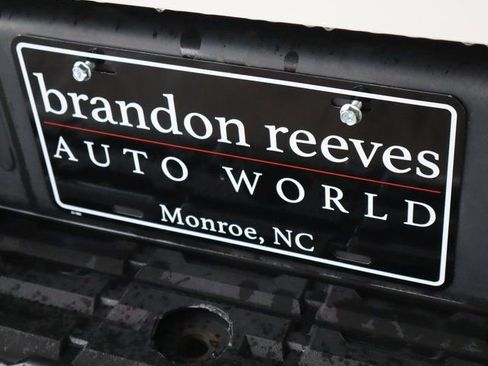 brandon reeves
AUTO WORLD
Monroe, NC